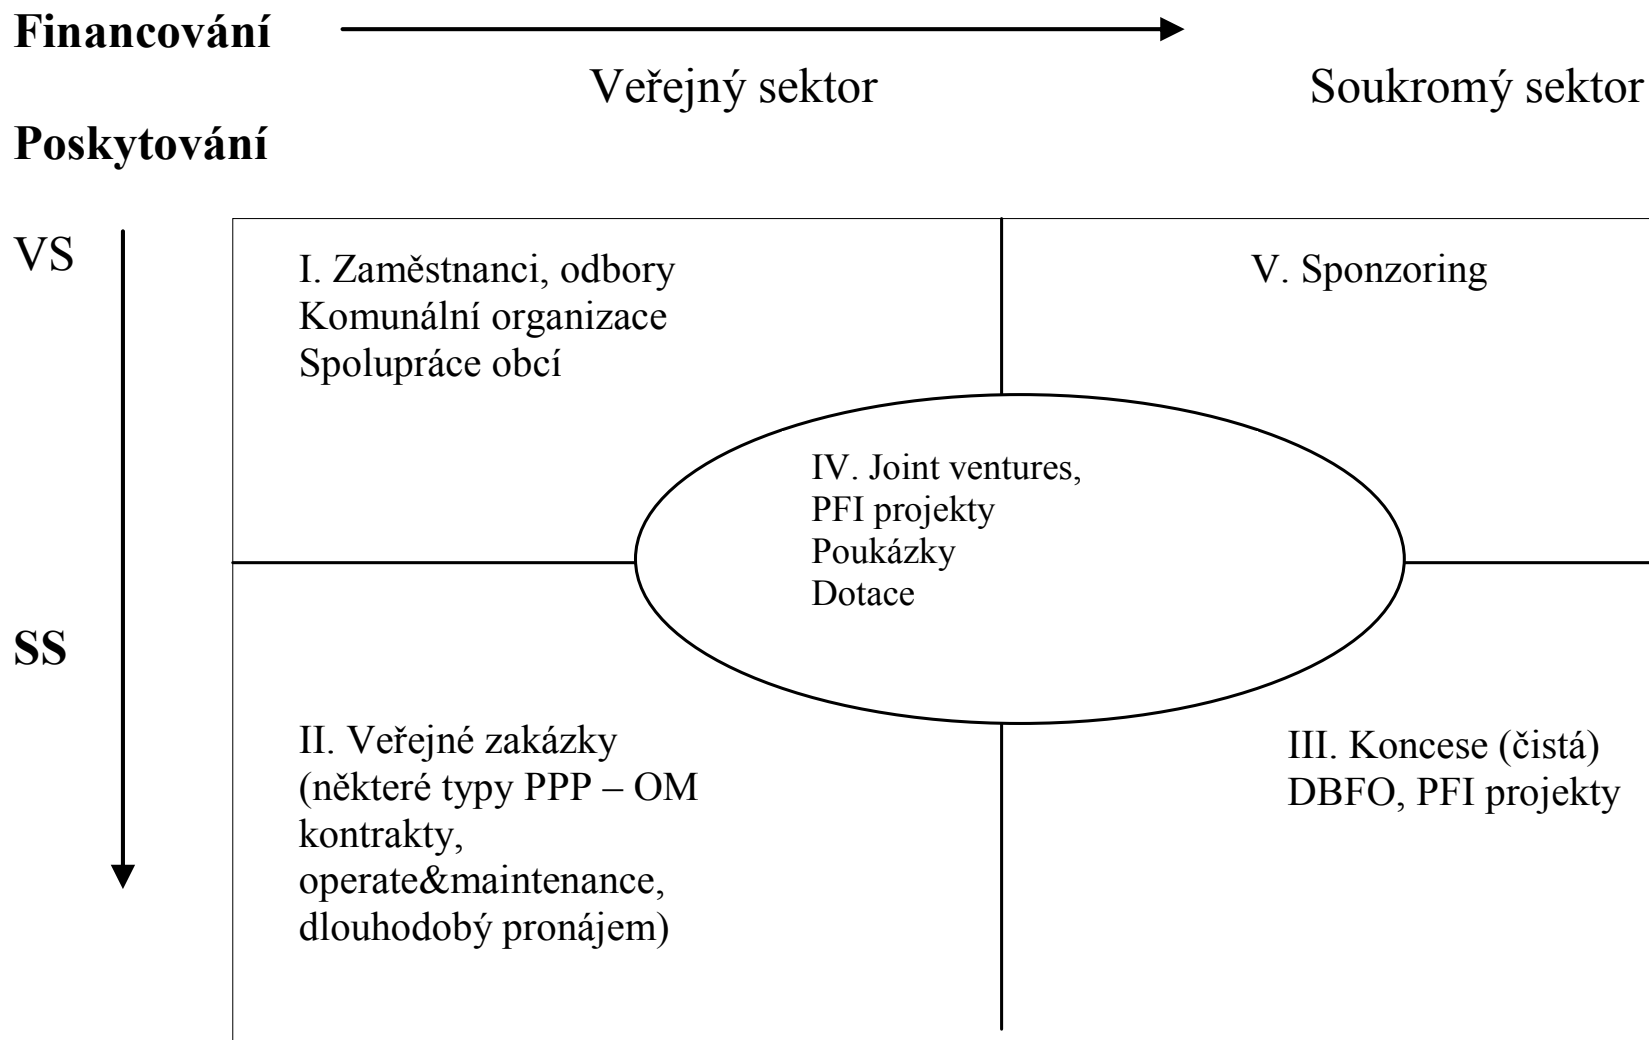 Financování
Veřejný sektor
Soukromý sektor
Poskytování
VS
I. Zaměstnanci, odbory
Komunální organizace
Spolupráce obcí
V. Sponzoring
IV. Joint ventures,
PFI projekty
Poukázky
Dotace
SS
II. Veřejné zakázky
(některé typy PPP – OM
kontrakty,
operate&maintenance,
dlouhodobý pronájem)
III. Koncese (čistá)
DBFO, PFI projekty